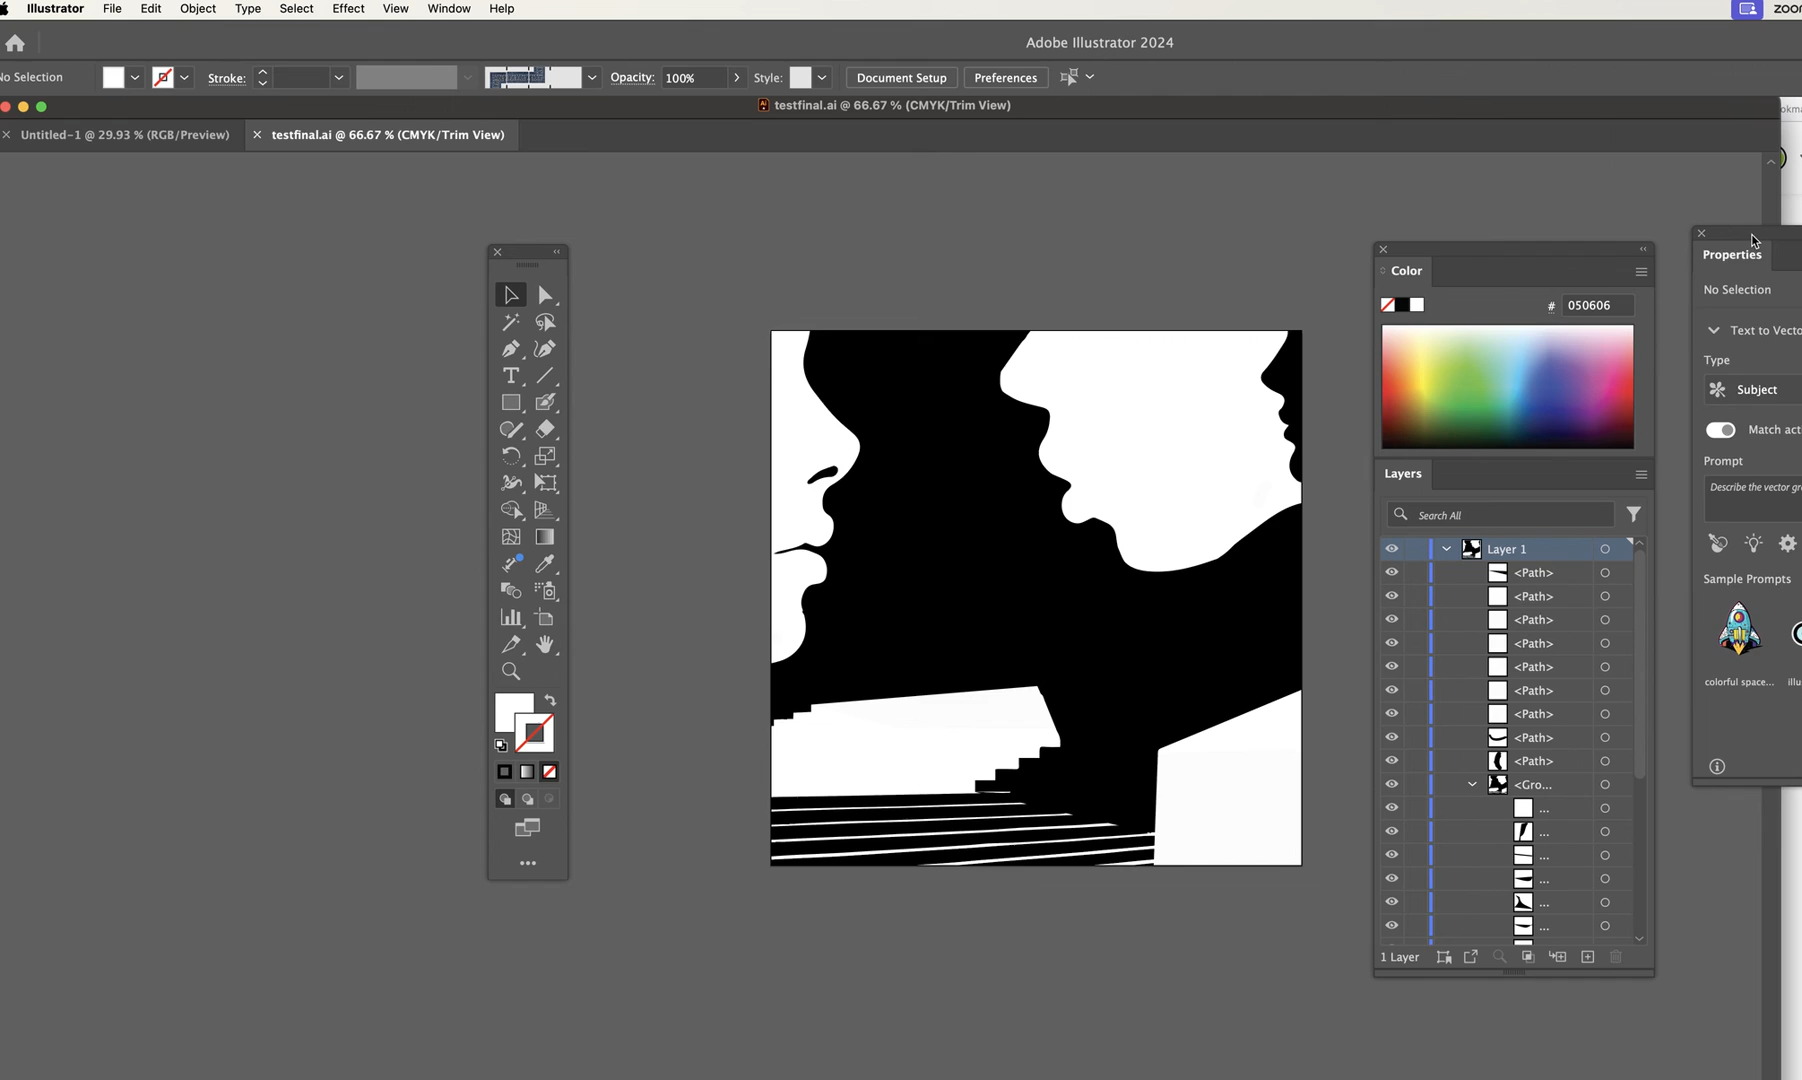 Illustrator File Edit Object Type Select Effect View Window Help
Adobe Illustrator 2024
No Selection Stroke: Opacity: 100% Style: Document Setup Preferences
testfinal.ai @ 66.67 % (CMYK/Trim View)
Untitled-1 @ 29.93 % (RGB/Preview) testfinal.ai @ 66.67 % (CMYK/Trim View)
Color
# 050606
Layers
Search All
Layer 1
<Path>
<Path>
<Path>
<Path>
<Path>
<Path>
<Path>
<Path>
<Path>
<Gro...
...
...
...
...
...
...
1 Layer
Properties
No Selection
Text to Vecto
Type
Subject
Match acti
Prompt
Describe the vector gr
Sample Prompts
colorful space... illu